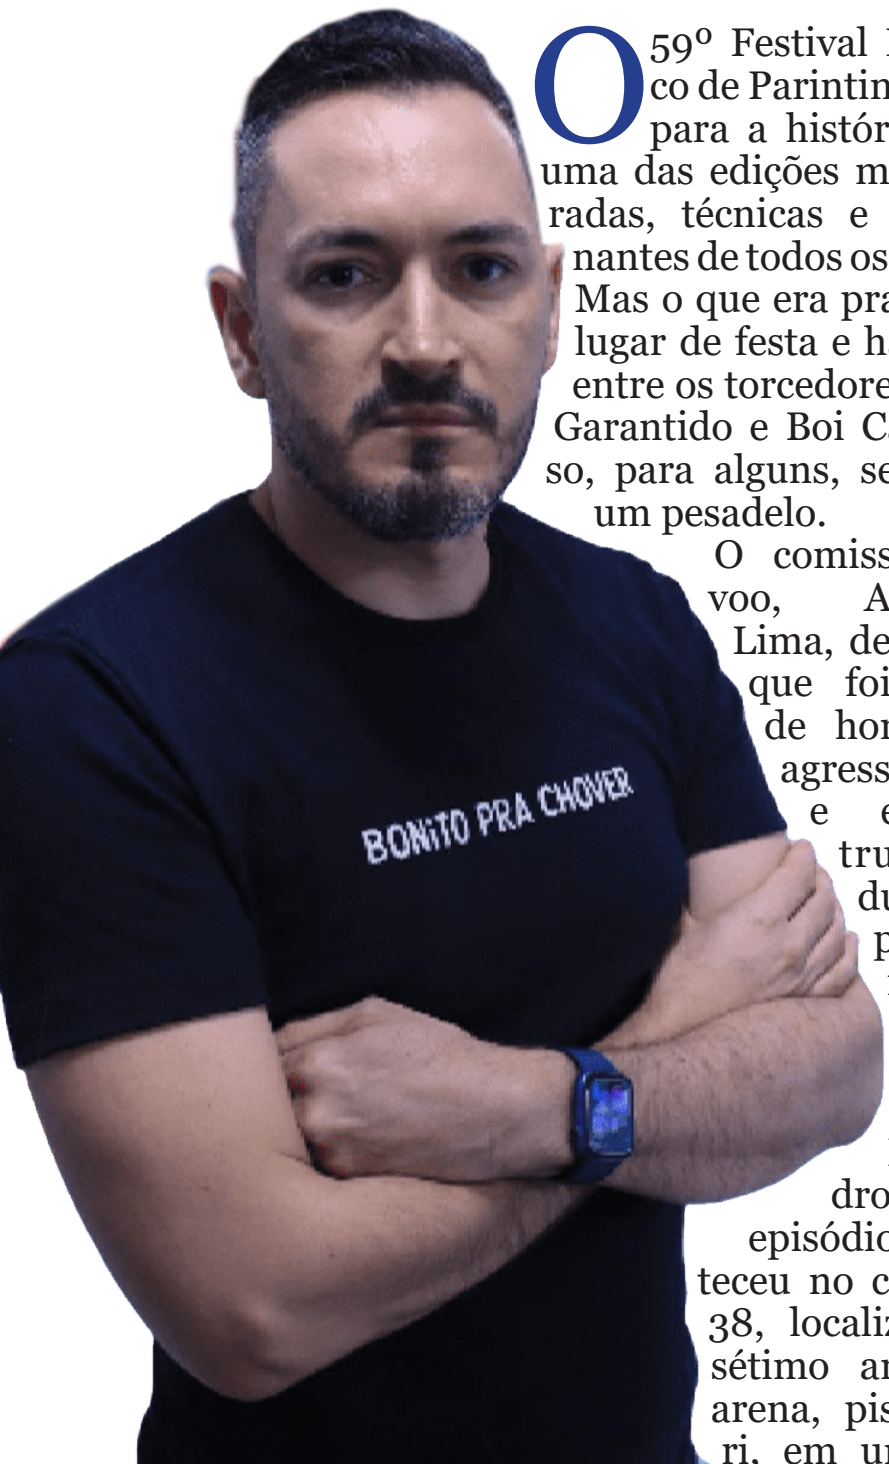 O 59º Festival
co de Parintin
para a histór
uma das edições m
radas, técnicas e
nantes de todos os
Mas o que era pra
lugar de festa e h
entre os torcedore
Garantido e Boi C
so, para alguns, se
um pesadelo.
O comiss
voo, A
Lima, de
que foi
de hor
agress
e e
tru
du
p
dro
episódio
teceu no c
38, localiz
sétimo an
arena, pis
ri, em u
BONiTO PRA CHOVER